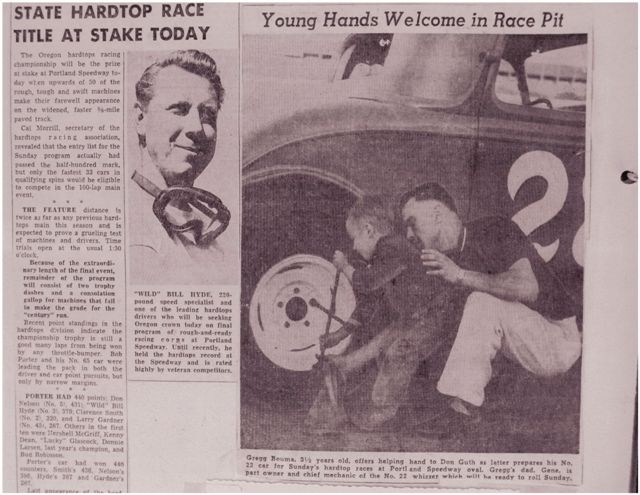 STATE HARDTOP RACE
TITLE AT STAKE TODAY
The Oregon hardtops racing
championship will be the prize
at stake at Portland Speedway to-
day when upwards of 50 of the
rough, tough and swift machines
make their farewell appearance
on the widened, faster ⅝-mile
paved track.
Cal Merrill, secretary of the
hardtops racing association,
revealed that the entry list for the
Sunday program actually had
passed the half-hundred mark,
but only the fastest 33 cars in
qualifying spins would be eligible
to compete in the 100-lap main
event.
* * *
THE FEATURE distance is
twice as far as any previous hard-
tops main this season and is
expected to prove a grueling test
of machines and drivers. Time
trials open at the usual 1:30
o'clock.
Because of the extraordi-
nary length of the final event,
remainder of the program
will consist of two trophy
dashes and a consolation
gallop for machines that fail
to make the grade for the
"century" run.
Recent point standings in the
hardtops division indicate the
championship trophy is still a
good many laps from being won
by any throttle-bumper. Bob
Porter and his No. 65 car were
leading the pack in both the
driver and car point pursuits, but
only by narrow margins.
* * *
PORTER HAD 440 points; Don
Nelson (No. 5), 431; "Wild" Bill
Hyde (No. 3), 379; Clarence Smith
(No. 2), 320, and Larry Gardner
(No. 45), 267. Others in the first
ten were Hershell McGriff, Kenny
Dean, "Lucky" Glascock, Donnie
Larsen, last year's champion, and
Bud Robinson.
Porter's car had won 446
counters, Smith's 438, Nelson's
356, Hyde's 267 and Gardner's
267.
Last appearance of the hard
"WILD" BILL HYDE, 220-
pound speed specialist and
one of the leading hardtops
drivers who will be seeking
Oregon crown today on final
program of rough-and-ready
racing corps at Portland
Speedway. Until recently, he
held the hardtops record at
the Speedway and is rated
highly by veteran competitors.
Young Hands Welcome in Race Pit
2
Gregg Bouma, 3½ years old, offers helping hand to Don Guth as latter prepares his No.
22 car for Sunday's hardtop races at Portland Speedway oval. Gregg's dad, Gene, is
part owner and chief mechanic of the No. 22 whizzer which will be ready to roll Sunday.